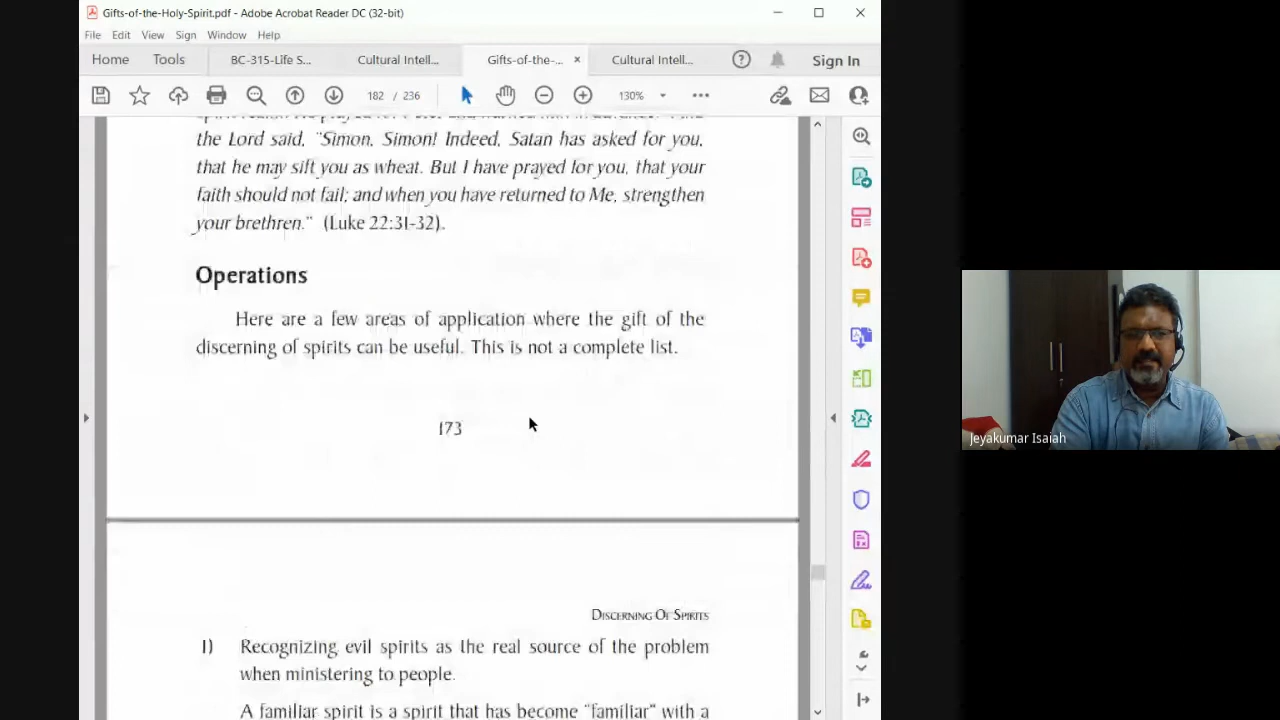 Gifts-of-the-Holy-Spirit.pdf - Adobe Acrobat Reader DC (32-bit)
File Edit View Sign Window Help
Home Tools BC-315-Life S... Cultural Intell... Gifts-of-the-... × Cultural Intell... Sign In
182 / 236 130%
the Lord said, "Simon, Simon! Indeed, Satan has asked for you,
that he may sift you as wheat. But I have prayed for you, that your
faith should not fail; and when you have returned to Me, strengthen
your brethren." (Luke 22:31-32).
Operations
Here are a few areas of application where the gift of the
discerning of spirits can be useful. This is not a complete list.
173
Discerning Of Spirits
1) Recognizing evil spirits as the real source of the problem
when ministering to people.
A familiar spirit is a spirit that has become "familiar" with a
Jeyakumar Isaiah